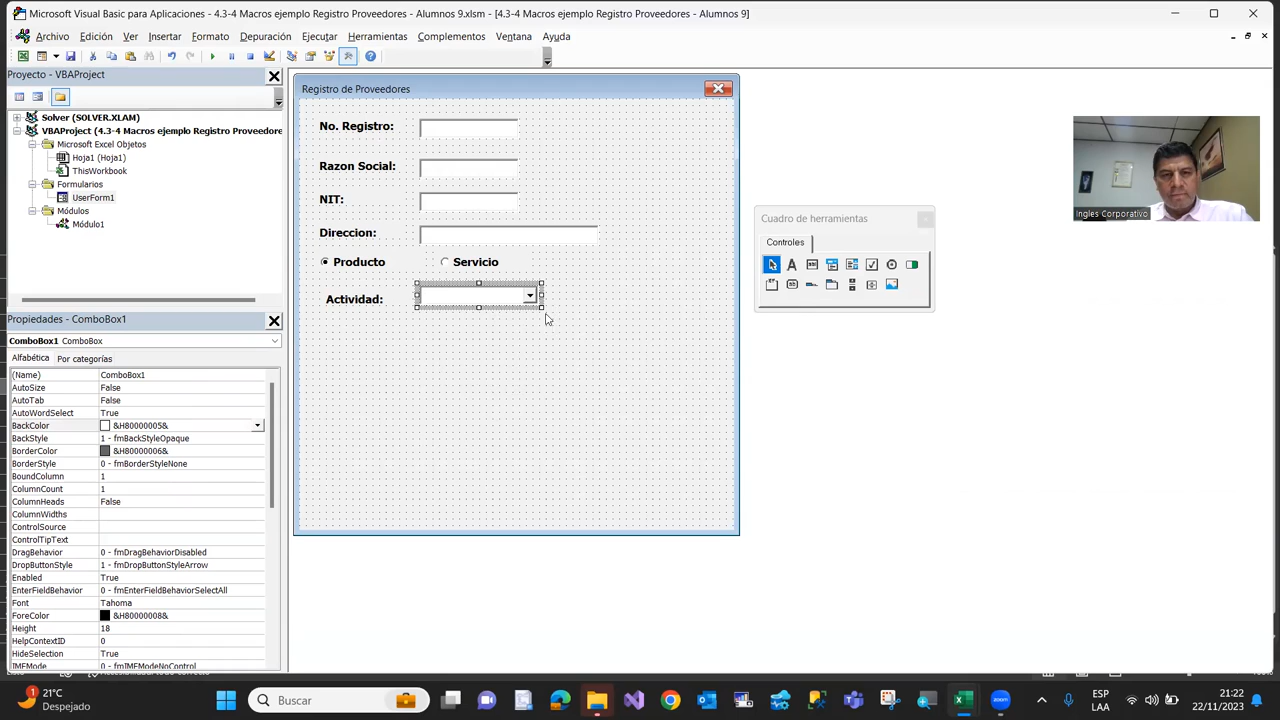 Microsoft Visual Basic para Aplicaciones - 4.3-4 Macros ejemplo Registro Proveedores - Alumnos 9.xlsm - [4.3-4 Macros ejemplo Registro Proveedores - Alumnos 9]
Archivo Edición Ver Insertar Formato Depuración Ejecutar Herramientas Complementos Ventana Ayuda
Proyecto - VBAProject
Solver (SOLVER.XLAM)
VBAProject (4.3-4 Macros ejemplo Registro Proveedore
Microsoft Excel Objetos
Hoja1 (Hoja1)
ThisWorkbook
Formularios
UserForm1
Módulos
Módulo1
Propiedades - ComboBox1
ComboBox1 ComboBox
Alfabética Por categorías
(Name) ComboBox1
AutoSize False
AutoTab False
AutoWordSelect True
BackColor &H80000005&
BackStyle 1 - fmBackStyleOpaque
BorderColor &H80000006&
BorderStyle 0 - fmBorderStyleNone
BoundColumn 1
ColumnCount 1
ColumnHeads False
ColumnWidths
ControlSource
ControlTipText
DragBehavior 0 - fmDragBehaviorDisabled
DropButtonStyle 1 - fmDropButtonStyleArrow
Enabled True
EnterFieldBehavior 0 - fmEnterFieldBehaviorSelectAll
Font Tahoma
ForeColor &H80000008&
Height 18
HelpContextID 0
HideSelection True
IMEMode 0 - fmIMEModeNoControl
Registro de Proveedores
No. Registro:
Razon Social:
NIT:
Direccion:
Producto Servicio
Actividad:
Cuadro de herramientas
Controles
Ingles Corporativo
21°C
Despejado
Buscar
ESP
LAA
21:22
22/11/2023